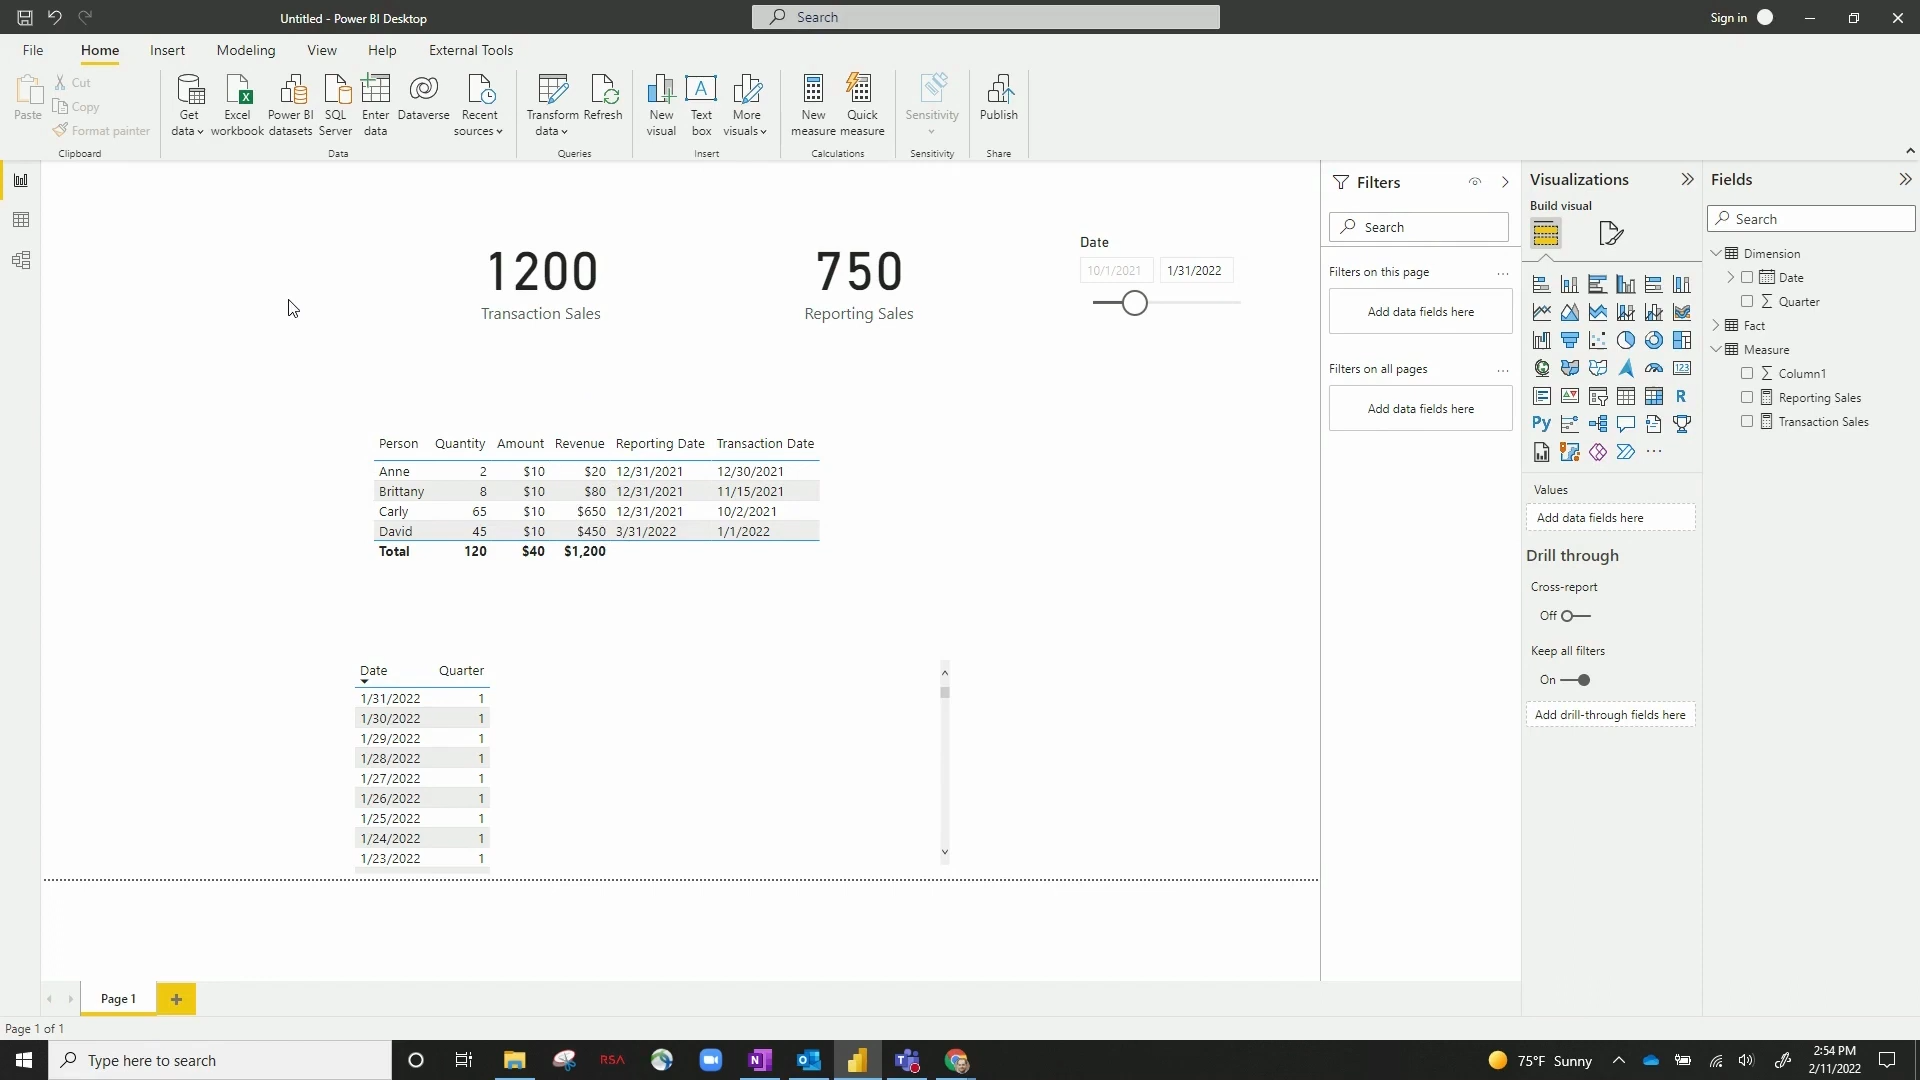 Untitled - Power BI Desktop
Search
Sign in
File Home Insert Modeling View Help External Tools
Paste
Cut
Copy
Format painter
Clipboard
Get data
Excel workbook
Power BI datasets
SQL Server
Enter data
Dataverse
Recent sources
Data
Transform data
Refresh
Queries
New visual
Text box
More visuals
Insert
New measure
Quick measure
Calculations
Sensitivity
Sensitivity
Publish
Share
1200
Transaction Sales
750
Reporting Sales
Date
10/1/2021 1/31/2022
Person Quantity Amount Revenue Reporting Date Transaction Date
Anne 2 $10 $20 12/31/2021 12/30/2021
Brittany 8 $10 $80 12/31/2021 11/15/2021
Carly 65 $10 $650 12/31/2021 10/2/2021
David 45 $10 $450 3/31/2022 1/1/2022
Total 120 $40 $1,200
Date Quarter
1/31/2022 1
1/30/2022 1
1/29/2022 1
1/28/2022 1
1/27/2022 1
1/26/2022 1
1/25/2022 1
1/24/2022 1
1/23/2022 1
Filters
Search
Filters on this page
Add data fields here
Filters on all pages
Add data fields here
Visualizations
Build visual
123
R
Py
Values
Add data fields here
Drill through
Cross-report
Off
Keep all filters
On
Add drill-through fields here
Fields
Search
Dimension
Date
Quarter
Fact
Measure
Column1
Reporting Sales
Transaction Sales
Page 1
Page 1 of 1
Type here to search
RSA
75°F Sunny
2:54 PM
2/11/2022